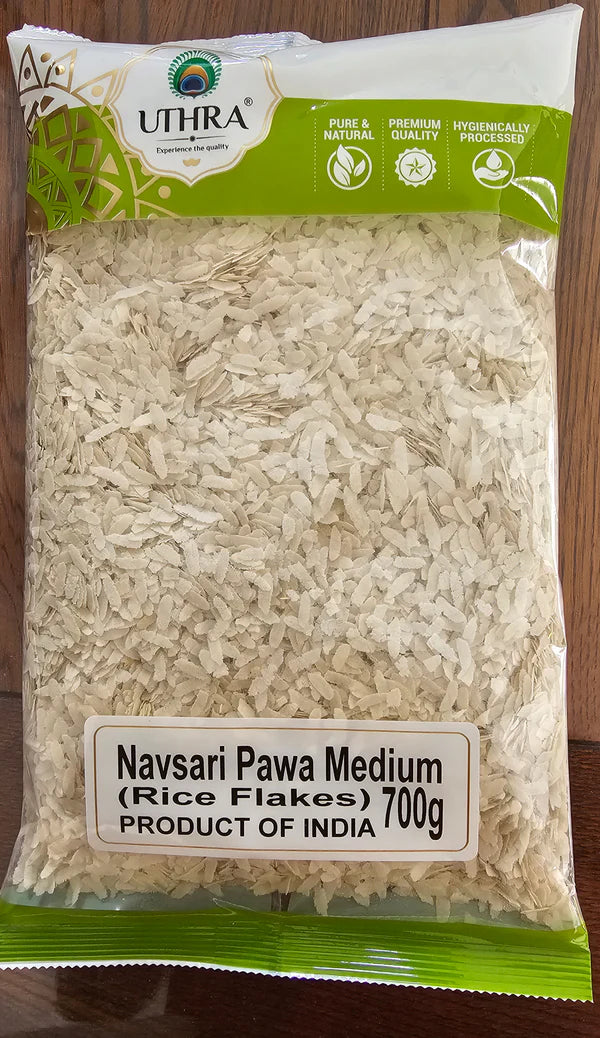 UTHRA®
Experience the quality
PURE &
NATURAL
PREMIUM
QUALITY
HYGIENICALLY
PROCESSED
Navsari Pawa Medium
(Rice Flakes) 700g
PRODUCT OF INDIA